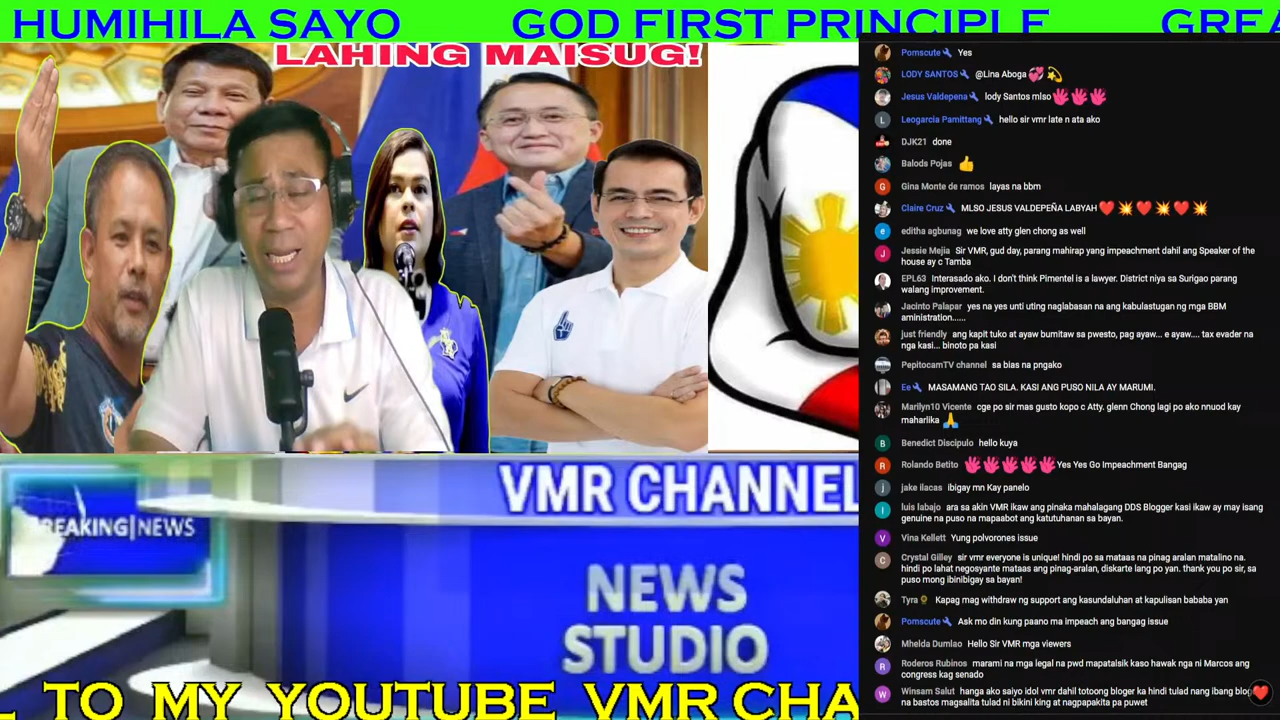 HUMIHILA SAYO GOD FIRST PRINCIPLE GREA
LAHING MAISUG!
Pomscute Yes
LODY SANTOS @Lina Aboga💞💫
Jesus Valdepena lody Santos mlso👋👋👋
Leogarcia Pamittang hello sir vmr late n ata ako
DJK21 done
Balods Pojas 👍
Gina Monte de ramos layas na bbm
Claire Cruz MLSO JESUS VALDEPEÑA LABYAH❤️💥❤️💥❤️💥
editha agbunag we love atty glen chong as well
Jessie Mejia Sir VMR, gud day, parang mahirap yang impeachment dahil ang Speaker of the
house ay c Tamba
EPL63 Interasado ako. I don't think Pimentel is a lawyer. District niya sa Surigao parang
walang improvement.
Jacinto Palapar yes na yes unti uting naglabasan na ang kabulastugan ng mga BBM
aministration......
just friendly ang kapit tuko at ayaw bumitaw sa pwesto, pag ayaw... e ayaw.... tax evader na
nga kasi... binoto pa kasi
PepitocamTV channel sa bias na pngako
Ee MASAMANG TAO SILA. KASI ANG PUSO NILA AY MARUMI.
Marilyn10 Vicente cge po sir mas gusto kopo c Atty. glenn Chong lagi po ako nnuod kay
maharlika 🙏
Benedict Discipulo hello kuya
Rolando Betito 👋👋👋👋👋Yes Yes Go Impeachment Bangag
jake ilacas ibigay mn Kay panelo
luis labajo ara sa akin VMR ikaw ang pinaka mahalagang DDS Blogger kasi ikaw ay may isang
genuine na puso na mapaabot ang katutuhanan sa bayan.
Vina Kellett Yung polvorones issue
Crystal Gilley sir vmr everyone is unique! hindi po sa mataas na pinag aralan matalino na.
hindi po lahat negosyante mataas ang pinag-aralan, diskarte lang po yan. thank you po sir, sa
puso mong ibinibigay sa bayan!
Tyra🌻 Kapag mag withdraw ng support ang kasundaluhan at kapulisan bababa yan
Pomscute Ask mo din kung paano ma impeach ang bangag issue
Mhelda Dumlao Hello Sir VMR mga viewers
Roderos Rubinos marami na mga legal na pwd mapatalsik kaso hawak nga ni Marcos ang
congress kag senado
Winsam Salut hanga ako saiyo idol vmr dahil totoong bloger ka hindi tulad nang ibang blog
na bastos magsalita tulad ni bikini king at nagpapakita pa puwet
VMR CHANNEL
REAKING|NEWS
NEWS
STUDIO
L TO MY YOUTUBE VMR CHA